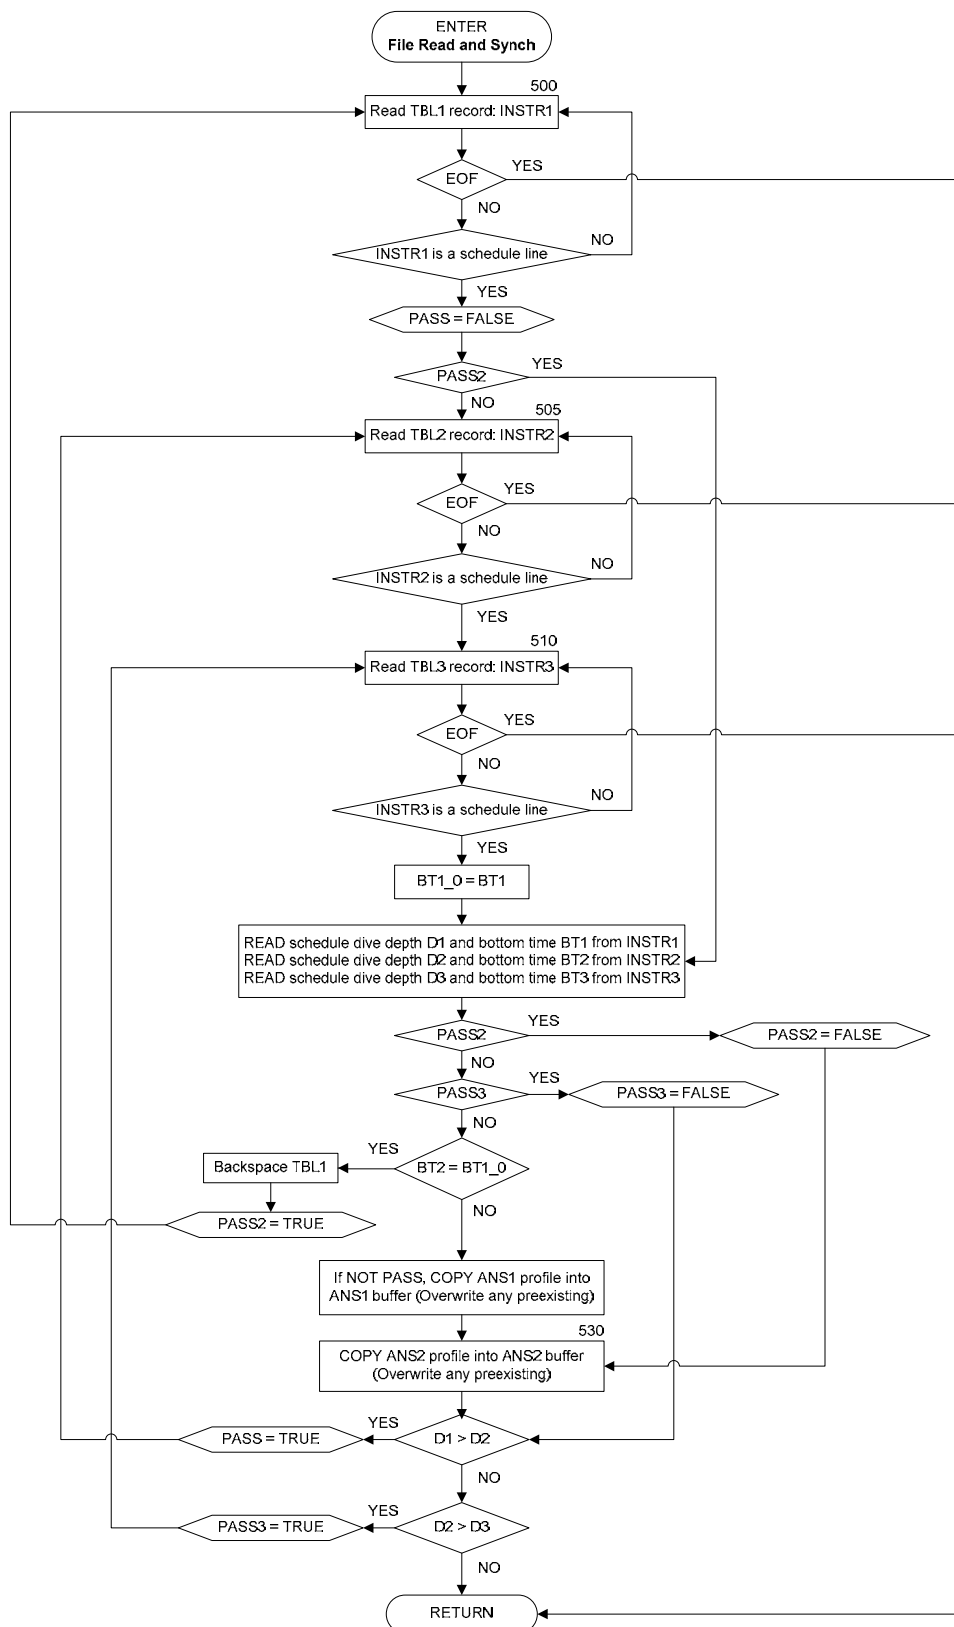 ENTER
File Read and Synch
500
Read TBL1 record: INSTR1
EOF
YES
NO
INSTR1 is a schedule line
NO
YES
PASS = FALSE
PASS2
YES
NO
505
Read TBL2 record: INSTR2
EOF
YES
NO
INSTR2 is a schedule line
NO
YES
510
Read TBL3 record: INSTR3
EOF
YES
NO
INSTR3 is a schedule line
NO
YES
BT1_0 = BT1
READ schedule dive depth D1 and bottom time BT1 from INSTR1
READ schedule dive depth D2 and bottom time BT2 from INSTR2
READ schedule dive depth D3 and bottom time BT3 from INSTR3
PASS2
YES
PASS2 = FALSE
NO
PASS3
YES
PASS3 = FALSE
NO
BT2 = BT1_0
YES
Backspace TBL1
PASS2 = TRUE
NO
If NOT PASS, COPY ANS1 profile into
ANS1 buffer (Overwrite any preexisting)
530
COPY ANS2 profile into ANS2 buffer
(Overwrite any preexisting)
D1 > D2
YES
PASS = TRUE
NO
D2 > D3
YES
PASS3 = TRUE
NO
RETURN